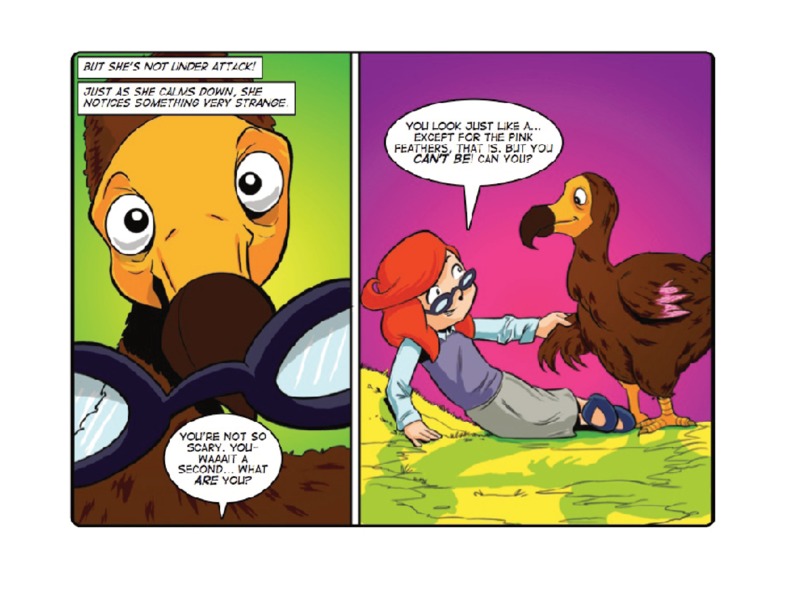 BUT SHE'S NOT UNDER ATTACK!
JUST AS SHE CALMS DOWN, SHE
NOTICES SOMETHING VERY STRANGE.
YOU'RE NOT SO
SCARY. YOU-
WAAAIT A
SECOND... WHAT
ARE YOU?
YOU LOOK JUST LIKE A...
EXCEPT FOR THE PINK
FEATHERS, THAT IS. BUT YOU
CAN'T BE! CAN YOU?